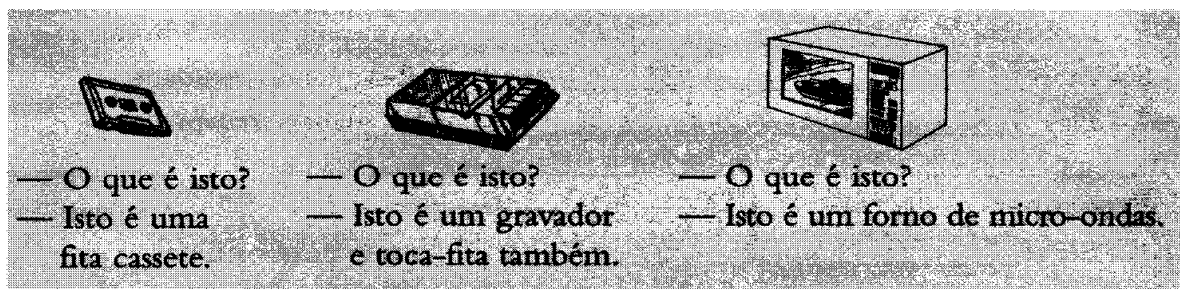 — O que é isto?
— Isto é uma
fita cassete.
— O que é isto?
— Isto é um gravador
e toca-fita também.
— O que é isto?
— Isto é um forno de micro-ondas.